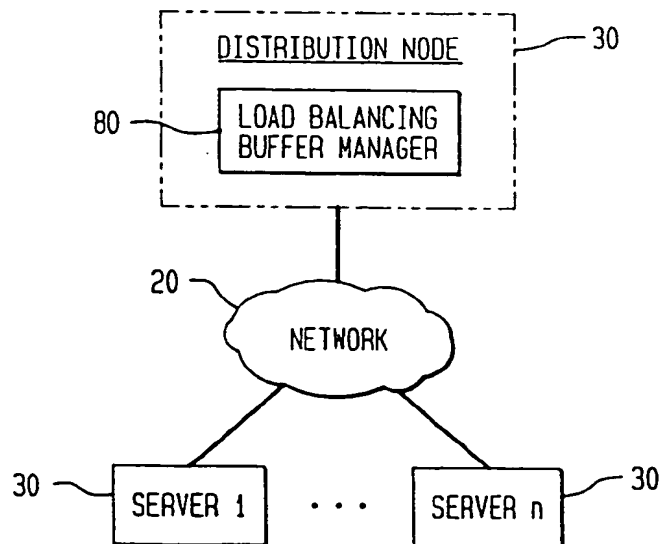 DISTRIBUTION NODE
30
80
LOAD BALANCING
BUFFER MANAGER
20
NETWORK
30
SERVER 1
. . .
SERVER n
30